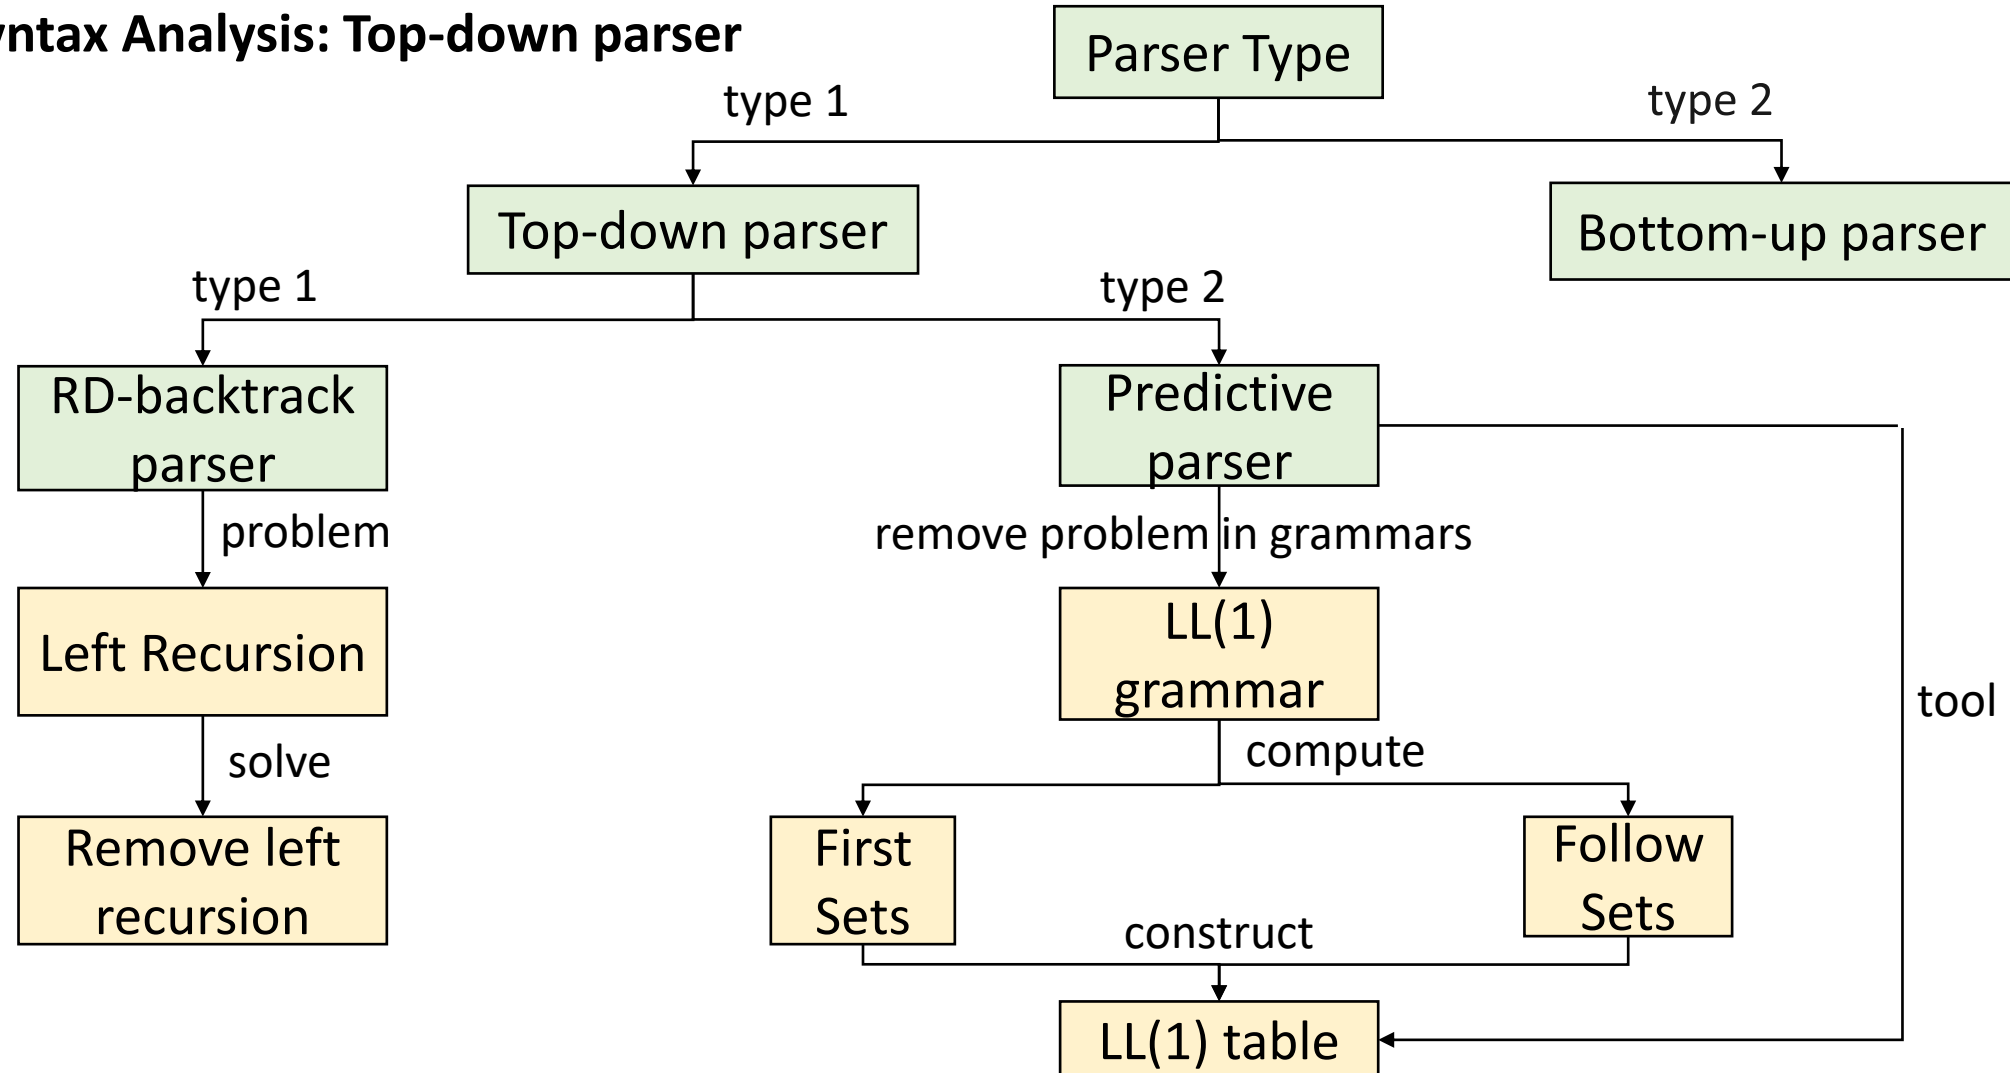 yntax Analysis: Top-down parser
Parser Type
type 1
type 2
Top-down parser
Bottom-up parser
type 1
type 2
RD-backtrack
parser
Predictive
parser
problem
remove problem in grammars
Left Recursion
LL(1)
grammar
tool
solve
compute
Remove left
recursion
First
Sets
Follow
Sets
construct
LL(1) table